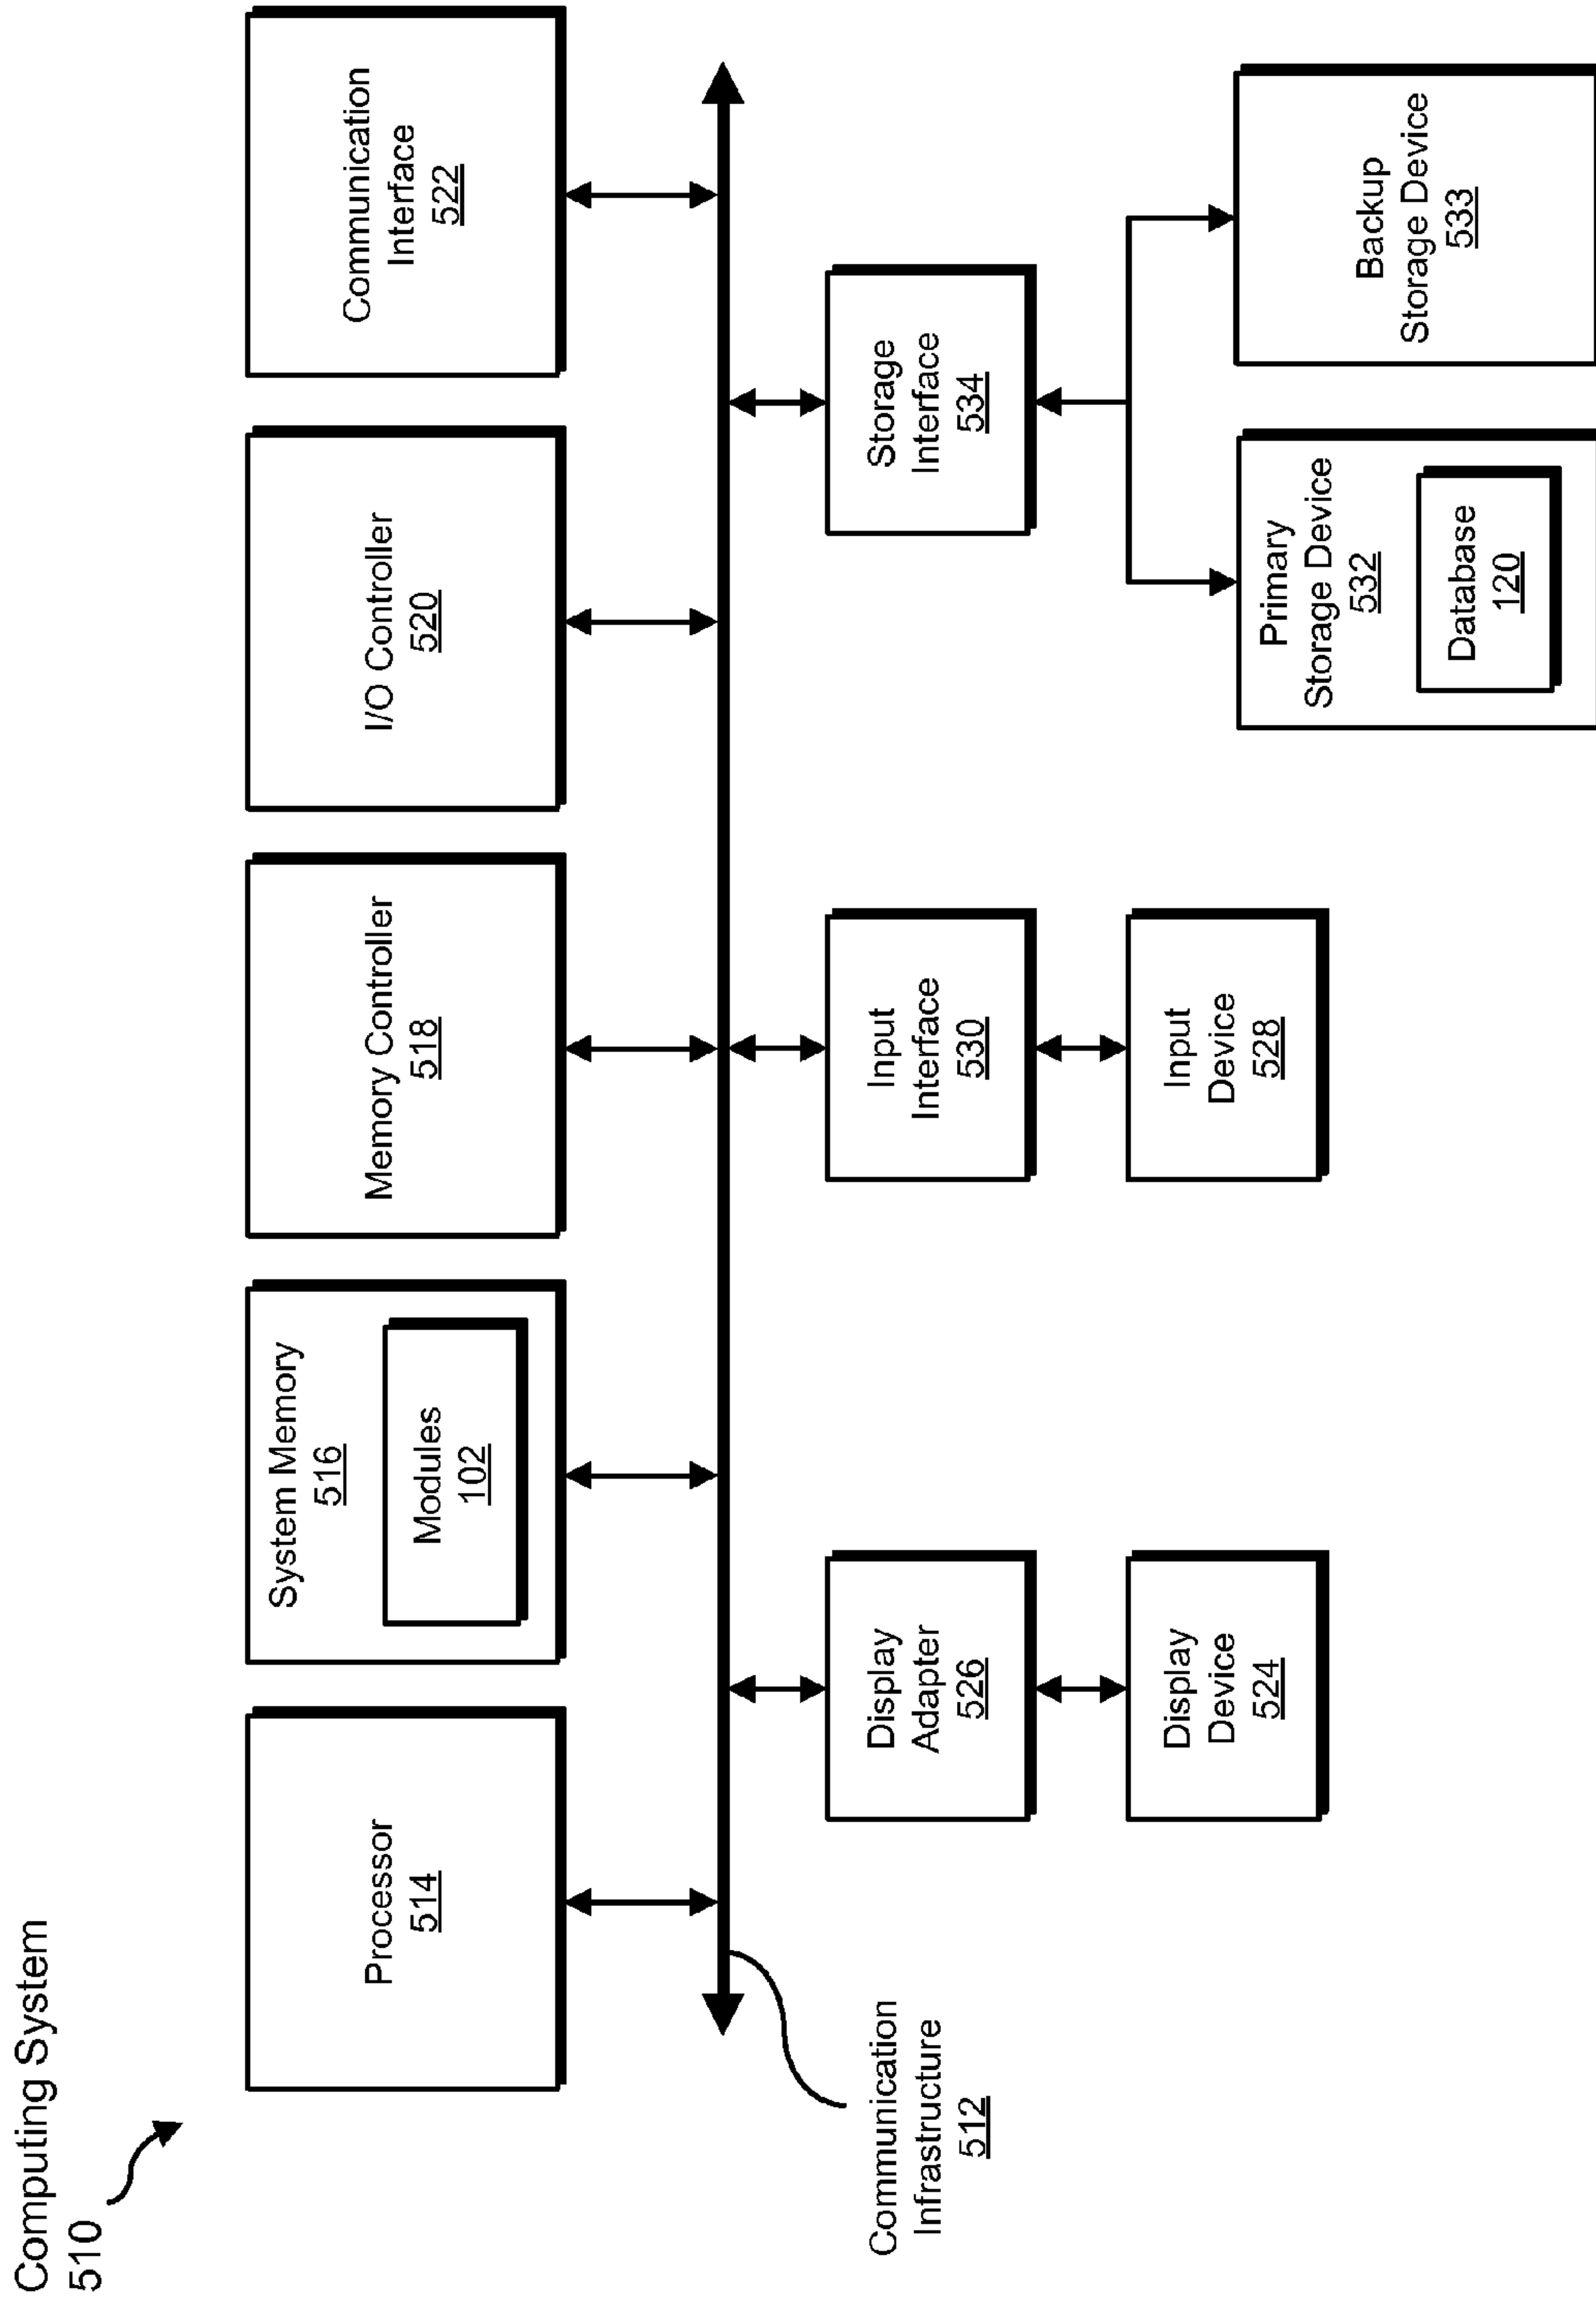 Computing System
510
Processor
514
System Memory
516
Modules
102
Memory Controller
518
I/O Controller
520
Communication
Interface
522
Communication
Infrastructure
512
Display
Adapter
526
Input
Interface
530
Storage
Interface
534
Display
Device
524
Input
Device
528
Primary
Storage Device
532
Database
120
Backup
Storage Device
533